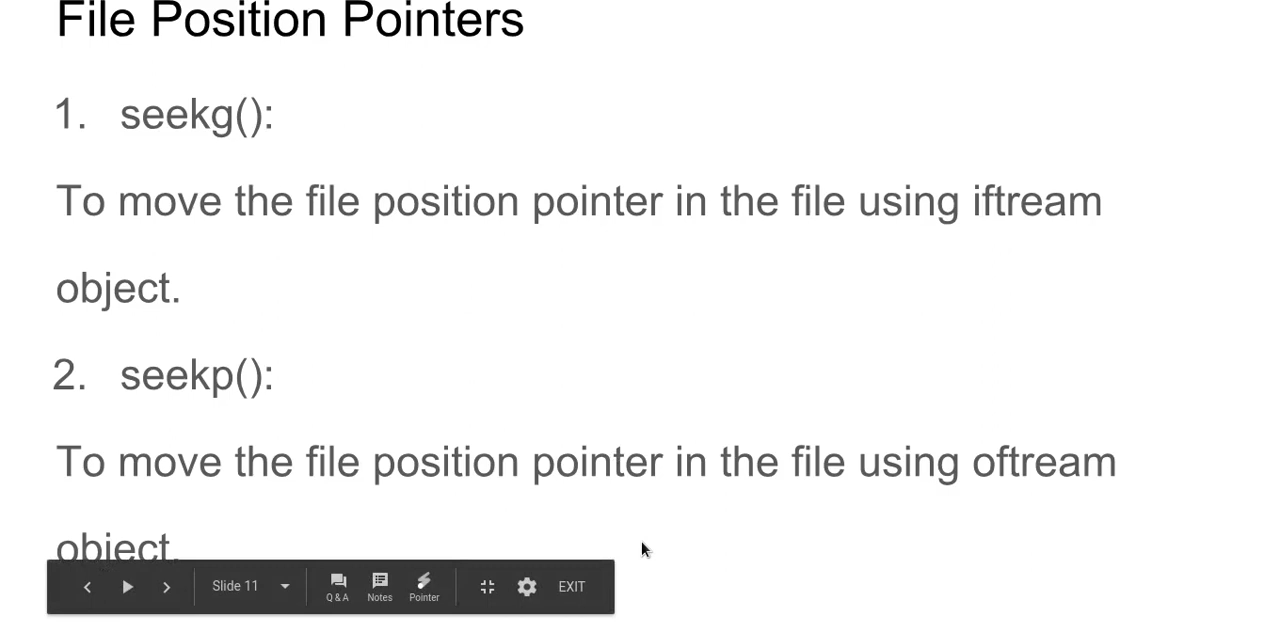 File Position Pointers
1. seekg():
To move the file position pointer in the file using iftream
object.
2. seekp():
To move the file position pointer in the file using oftream
object.
Slide 11
Q & A
Notes
Pointer
EXIT